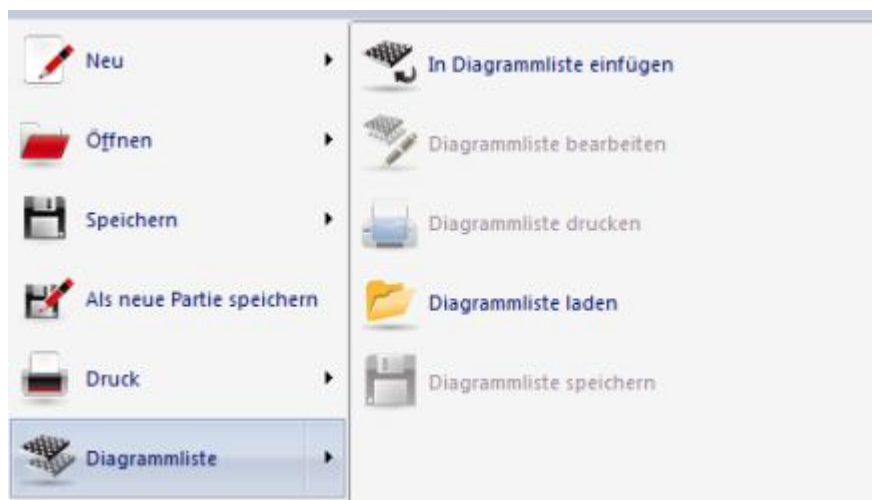 Neu
Öffnen
Speichern
Als neue Partie speichern
Druck
Diagrammliste
In Diagrammliste einfügen
Diagrammliste bearbeiten
Diagrammliste drucken
Diagrammliste laden
Diagrammliste speichern